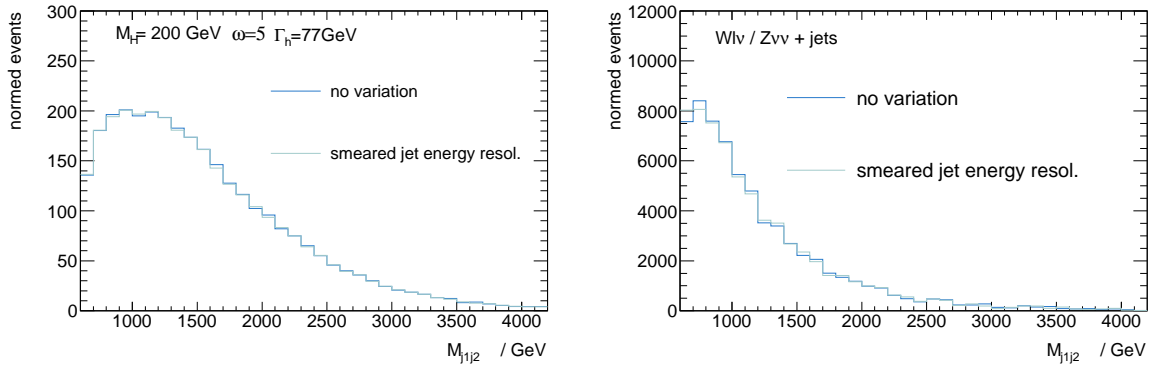 normed events
300
250
200
150
100
50
0
M_H= 200 GeV ω=5 Γ_h=77GeV
no variation
smeared jet energy resol.
1000 1500 2000 2500 3000 3500 4000
M_j1j2 / GeV
normed events
12000
10000
8000
6000
4000
2000
0
Wlν / Zνν + jets
no variation
smeared jet energy resol.
1000 1500 2000 2500 3000 3500 4000
M_j1j2 / GeV